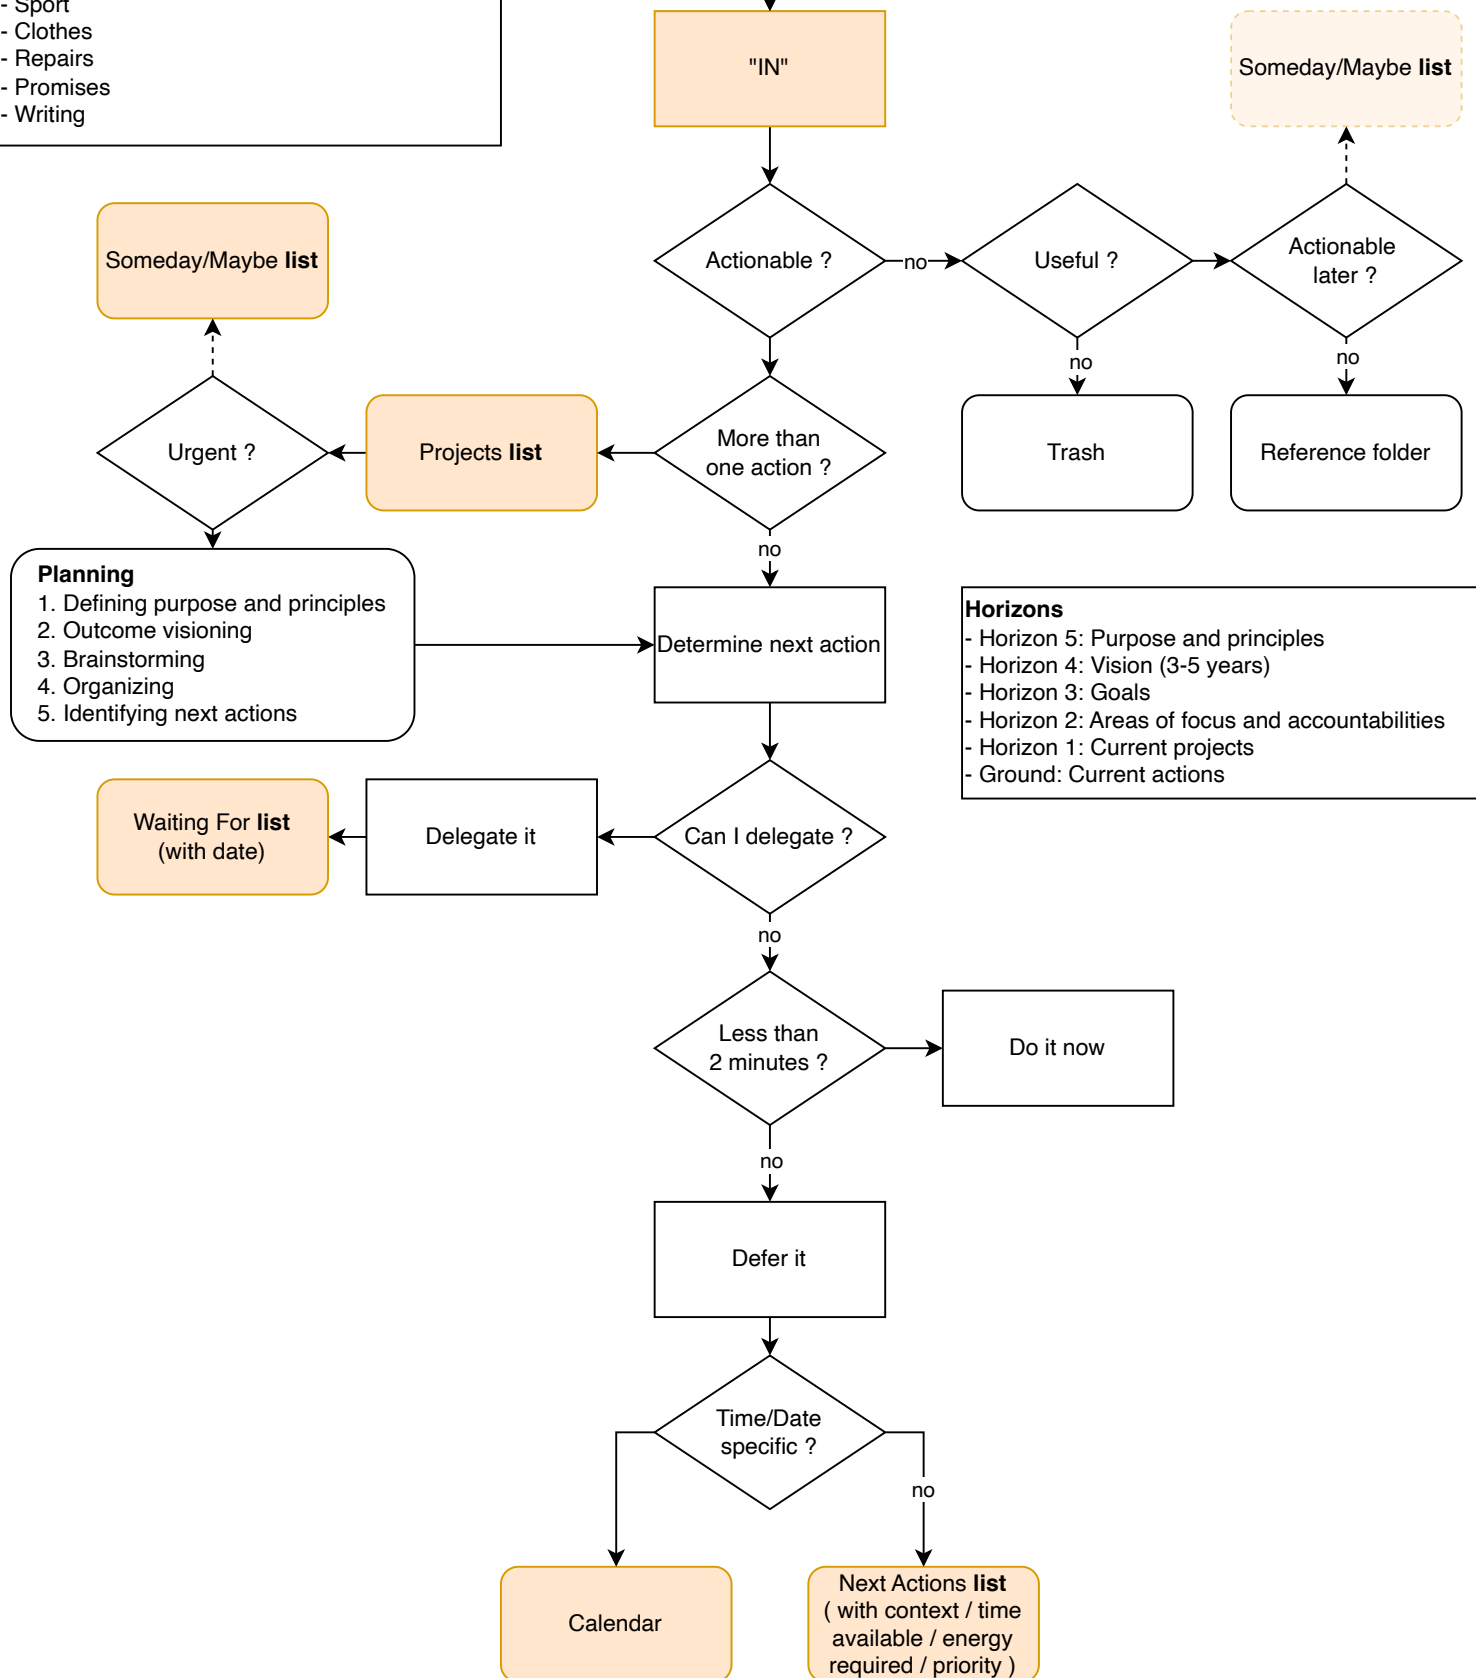 - Sport
- Clothes
- Repairs
- Promises
- Writing
"IN"
Someday/Maybe list
Someday/Maybe list
Actionable ?
no
Useful ?
Actionable
later ?
no
no
Urgent ?
Projects list
More than
one action ?
Trash
Reference folder
no
Planning
1. Defining purpose and principles
2. Outcome visioning
3. Brainstorming
4. Organizing
5. Identifying next actions
Determine next action
Horizons
- Horizon 5: Purpose and principles
- Horizon 4: Vision (3-5 years)
- Horizon 3: Goals
- Horizon 2: Areas of focus and accountabilities
- Horizon 1: Current projects
- Ground: Current actions
Waiting For list
(with date)
Delegate it
Can I delegate ?
no
Less than
2 minutes ?
Do it now
no
Defer it
Time/Date
specific ?
no
Calendar
Next Actions list
( with context / time
available / energy
required / priority )